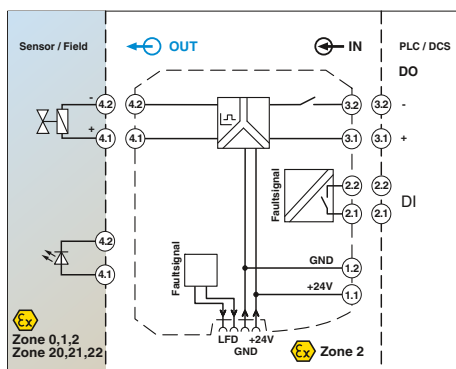 Sensor / Field
OUT
IN
PLC / DCS
DO
- 4.2 4.2 3.2 3.2 -
+ 4.1 4.1 3.1 3.1 +
Faultsignal
2.2 2.2
2.1 2.1
DI
4.2
4.1
Faultsignal
GND 1.2
+24V 1.1
LFD +24V
GND
Ex
Zone 0,1,2
Zone 20,21,22
Ex Zone 2